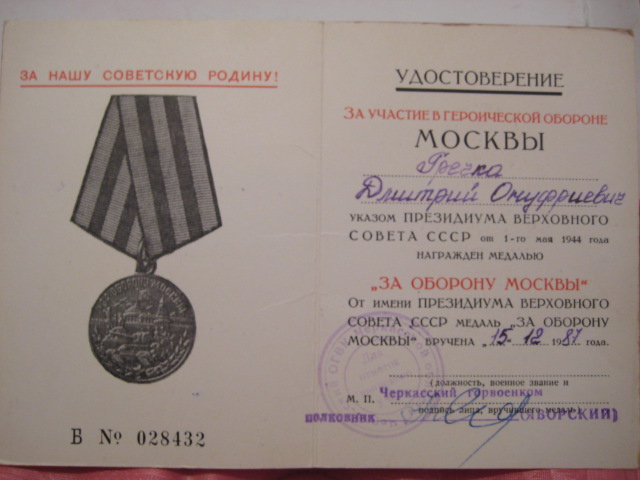 ЗА НАШУ СОВЕТСКУЮ РОДИНУ!
Б № 028432
УДОСТОВЕРЕНИЕ
ЗА УЧАСТИЕ В ГЕРОИЧЕСКОЙ ОБОРОНЕ
МОСКВЫ
Гречка
Дмитрий Онуфриевич
УКАЗОМ ПРЕЗИДИУМА ВЕРХОВНОГО
СОВЕТА СССР от 1-го мая 1944 года
НАГРАЖДЕН МЕДАЛЬЮ
„ЗА ОБОРОНУ МОСКВЫ“
От имени ПРЕЗИДИУМА ВЕРХОВНОГО
СОВЕТА СССР МЕДАЛЬ „ЗА ОБОРОНУ
МОСКВЫ“ ВРУЧЕНА „15“ 12 1987 года.
(должность, военное звание и
М. П. Черкасский горвоенком
подпись лица, вручившего медаль)
полковник